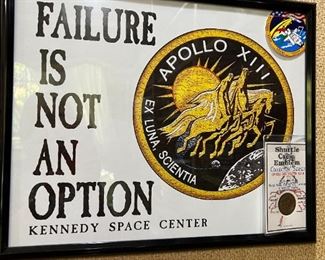 FAILURE
IS
NOT
AN
OPTION
KENNEDY SPACE CENTER
APOLLO XIII
EX LUNA, SCIENTIA
Shuttle
Emblem